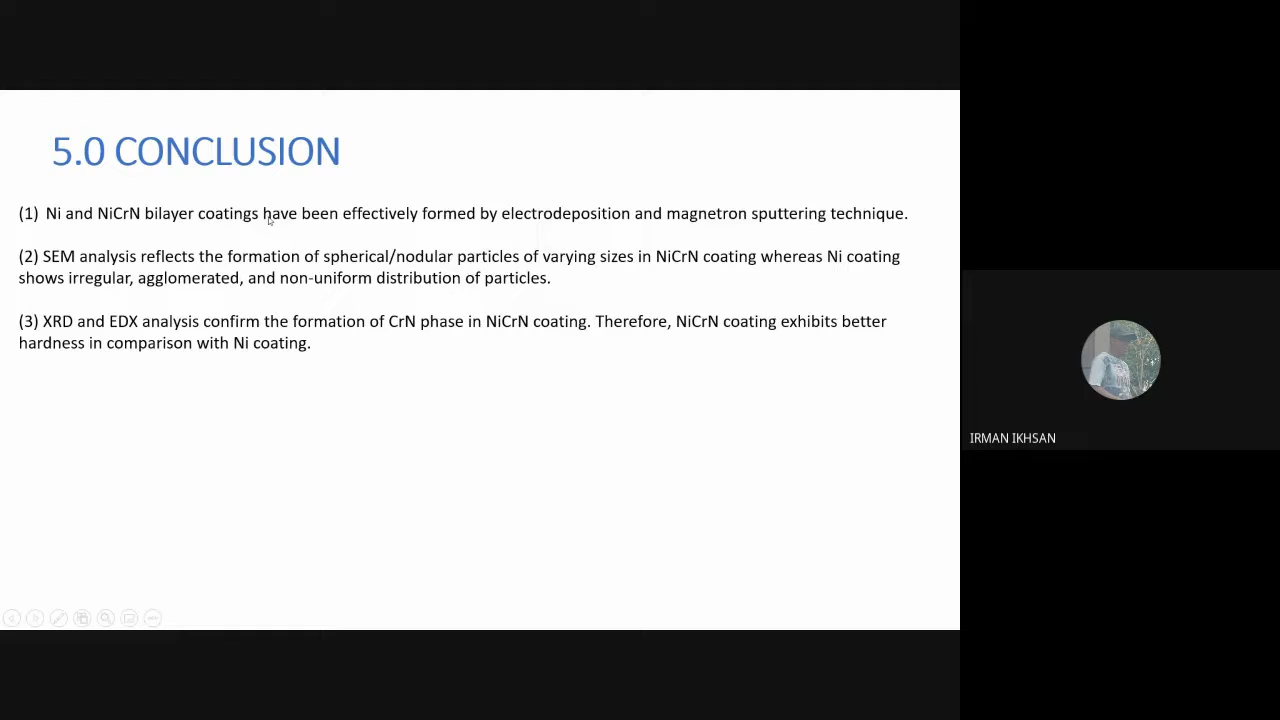 5.0 CONCLUSION
(1) Ni and NiCrN bilayer coatings have been effectively formed by electrodeposition and magnetron sputtering technique.
(2) SEM analysis reflects the formation of spherical/nodular particles of varying sizes in NiCrN coating whereas Ni coating
shows irregular, agglomerated, and non-uniform distribution of particles.
(3) XRD and EDX analysis confirm the formation of CrN phase in NiCrN coating. Therefore, NiCrN coating exhibits better
hardness in comparison with Ni coating.
IRMAN IKHSAN